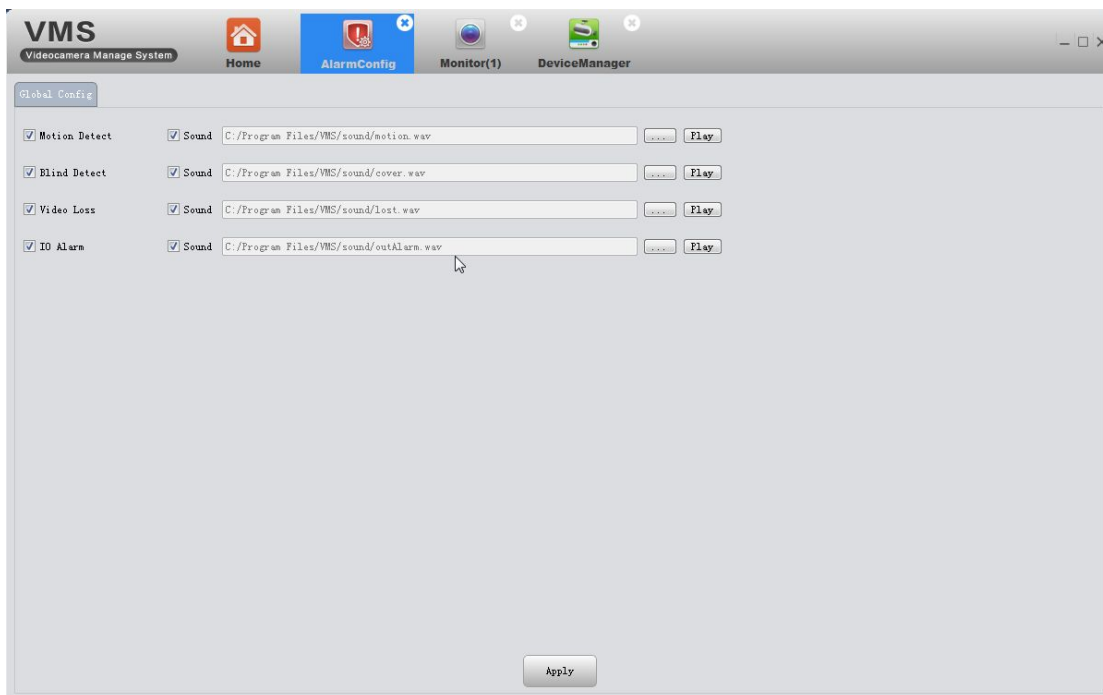 VMS
Videocamera Manage System
Home
AlarmConfig
Monitor(1)
DeviceManager
Global Config
Motion Detect Sound C:/Program Files/VMS/sound/motion.wav ... Play
Blind Detect Sound C:/Program Files/VMS/sound/cover.wav ... Play
Video Loss Sound C:/Program Files/VMS/sound/lost.wav ... Play
IO Alarm Sound C:/Program Files/VMS/sound/outAlarm.wav ... Play
Apply